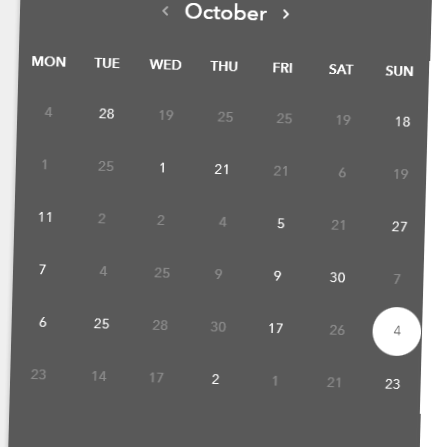 ‹ October ›
MON TUE WED THU FRI SAT SUN
4 28 19 25 25 19 18
1 25 1 21 21 6 19
11 2 2 4 5 21 27
7 4 25 9 9 30 7
6 25 28 30 17 26 4
23 14 17 2 1 21 23